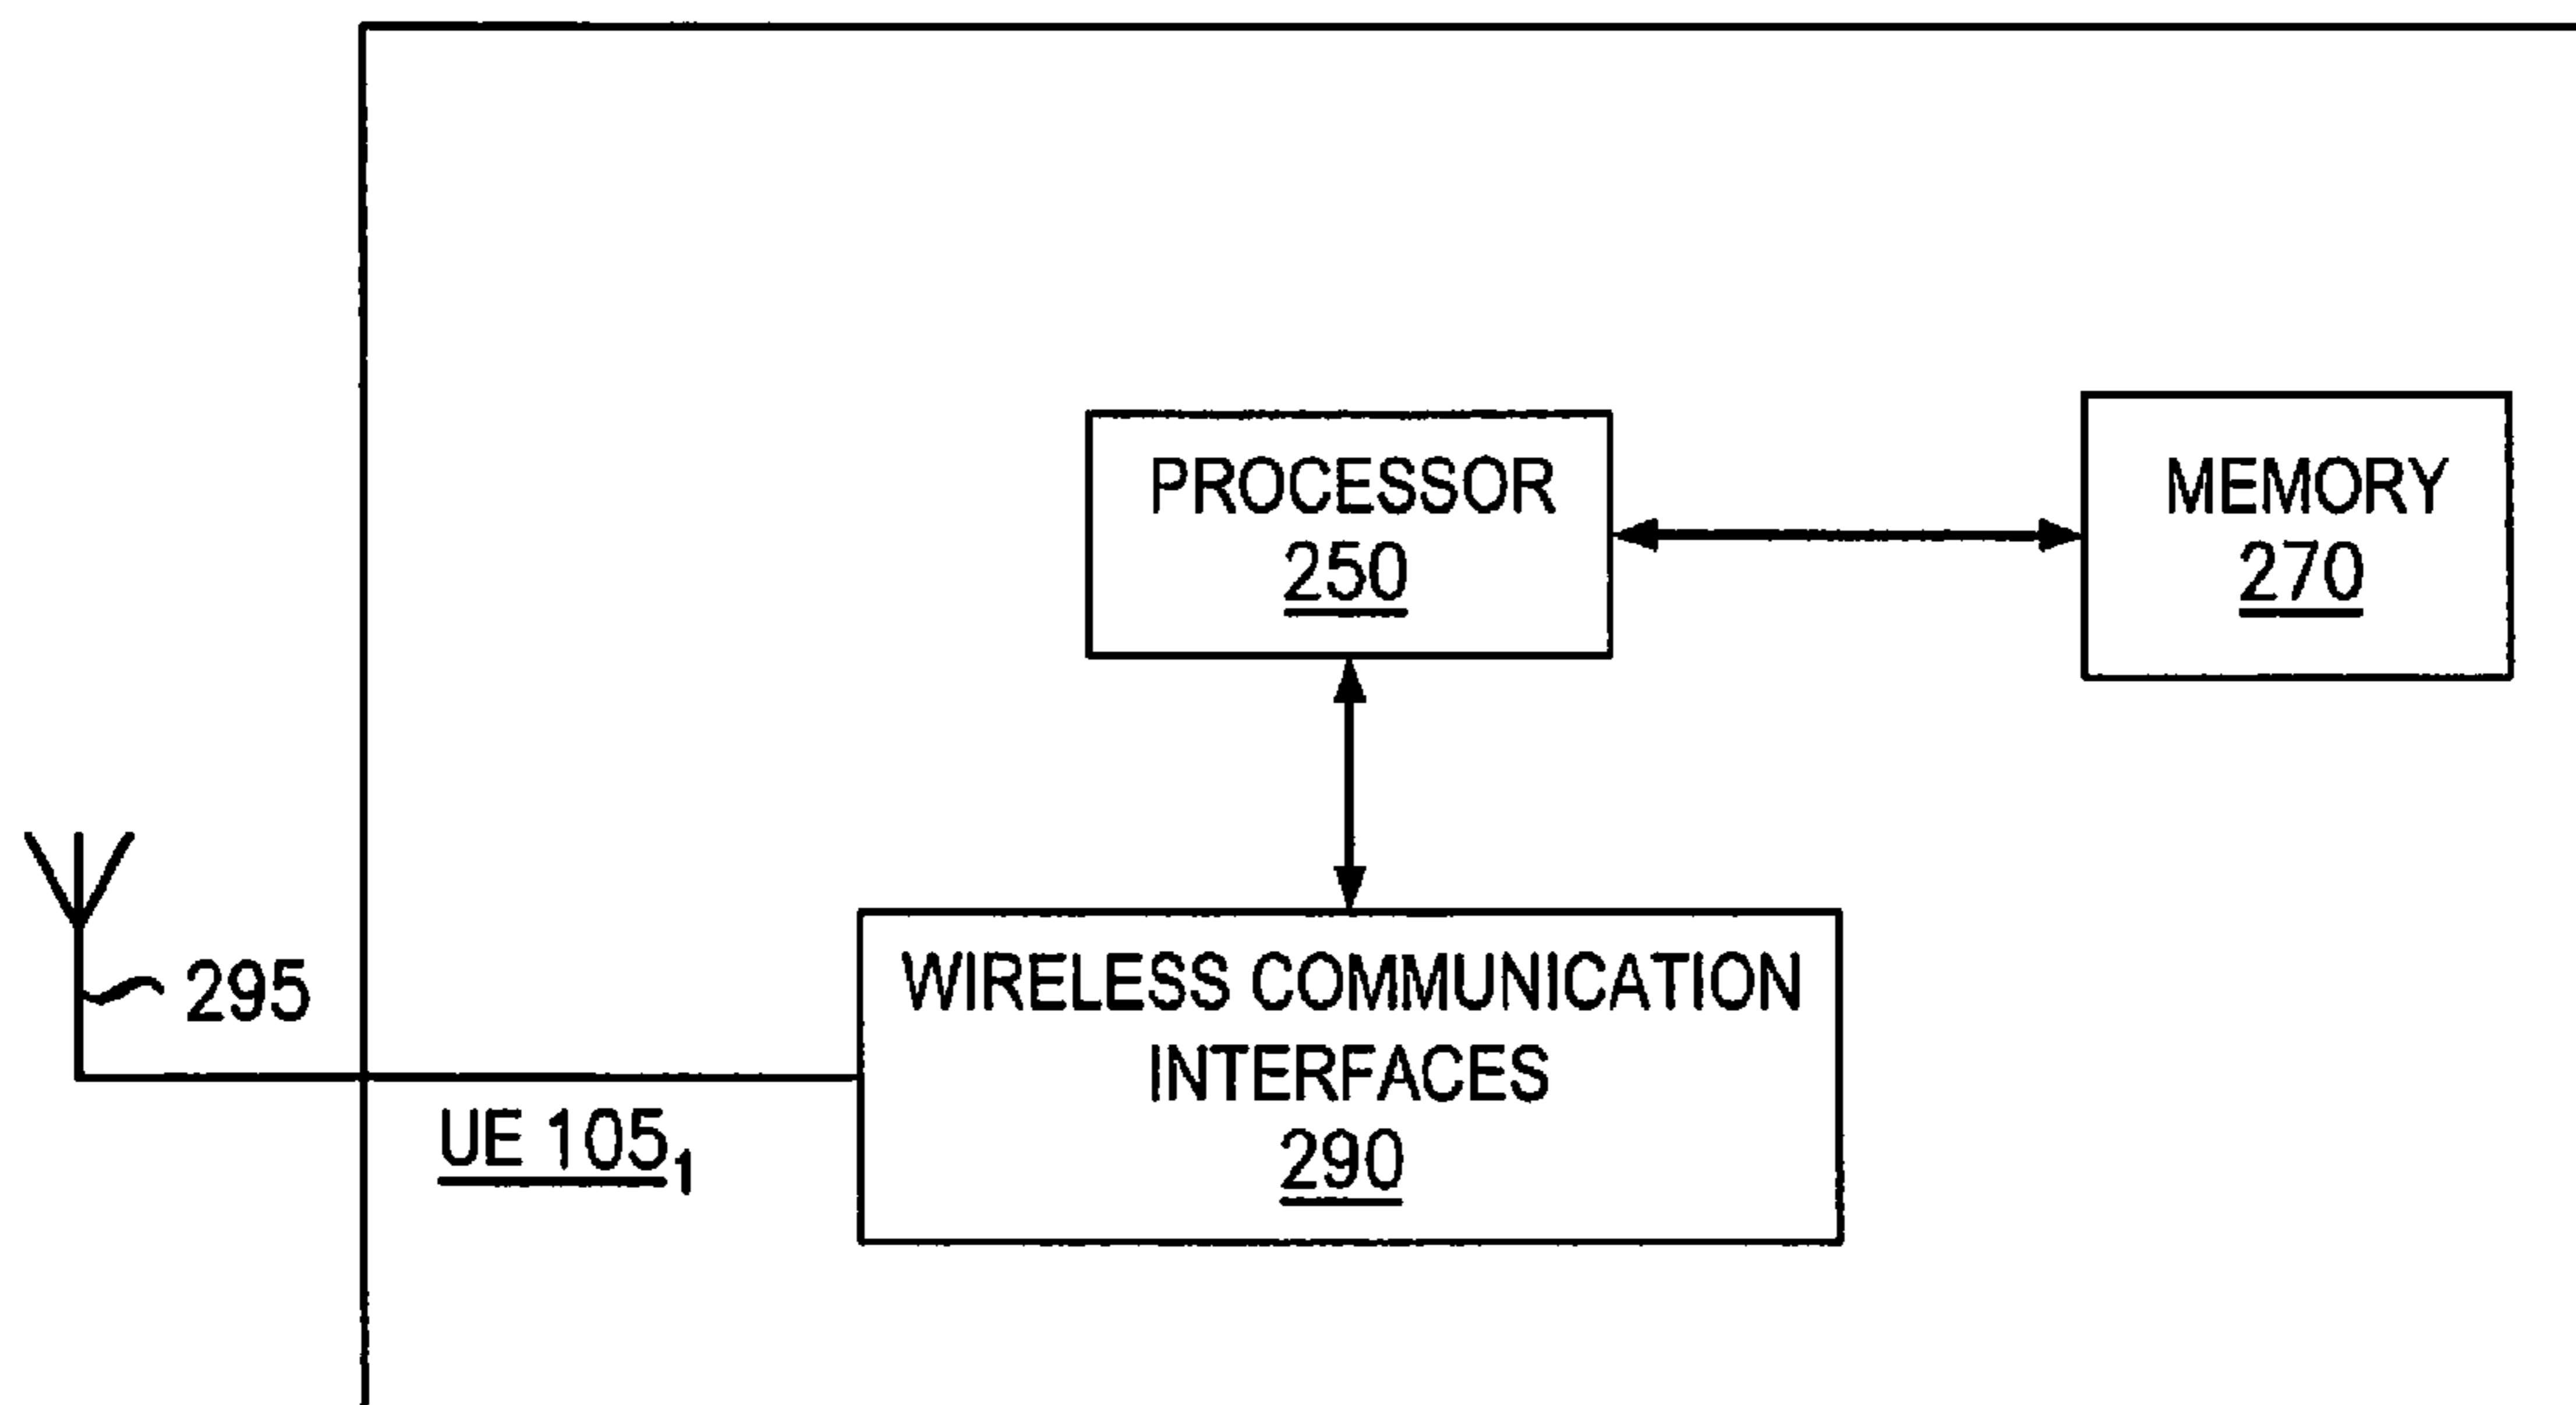 PROCESSOR
250
MEMORY
270
295
WIRELESS COMMUNICATION
INTERFACES
290
UE 105₁